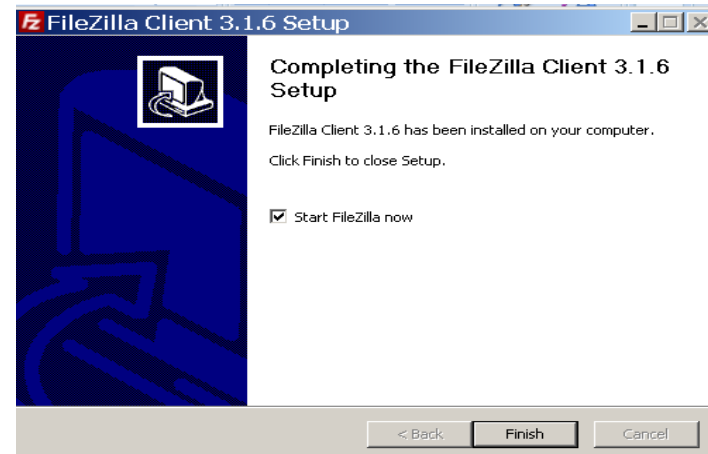 FileZilla Client 3.1.6 Setup
Completing the FileZilla Client 3.1.6
Setup
FileZilla Client 3.1.6 has been installed on your computer.
Click Finish to close Setup.
Start FileZilla now
< Back Finish Cancel